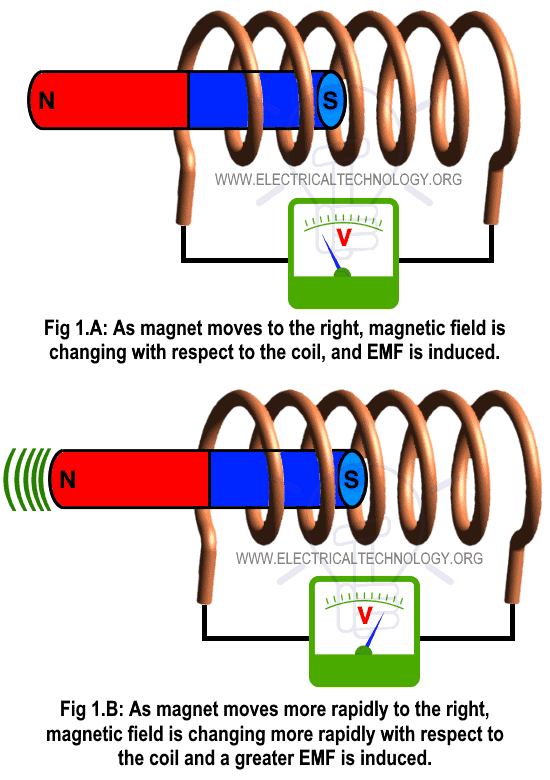 N
S
WWW.ELECTRICALTECHNOLOGY.ORG
V
Fig 1.A: As magnet moves to the right, magnetic field is
changing with respect to the coil, and EMF is induced.
N
S
WWW.ELECTRICALTECHNOLOGY.ORG
V
Fig 1.B: As magnet moves more rapidly to the right,
magnetic field is changing more rapidly with respect to
the coil and a greater EMF is induced.